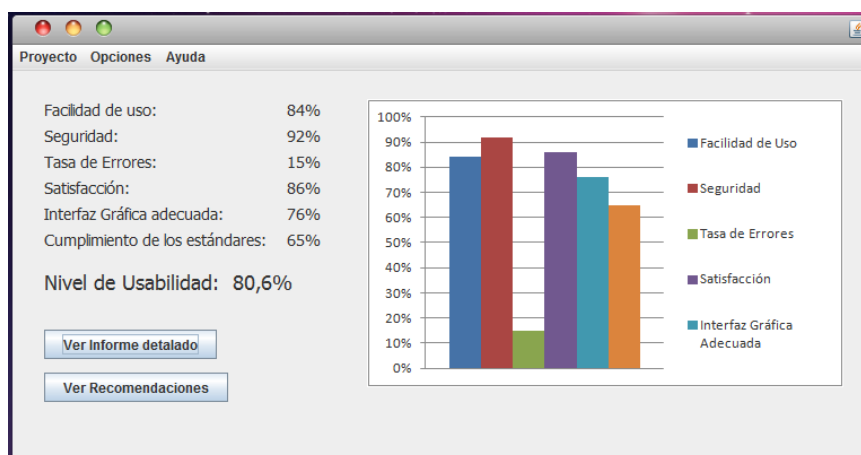 Proyecto Opciones Ayuda
Facilidad de uso: 84%
Seguridad: 92%
Tasa de Errores: 15%
Satisfacción: 86%
Interfaz Gráfica adecuada: 76%
Cumplimiento de los estándares: 65%
Nivel de Usabilidad: 80,6%
Ver Informe detalado
Ver Recomendaciones
100%
90%
80%
70%
60%
50%
40%
30%
20%
10%
0%
Facilidad de Uso
Seguridad
Tasa de Errores
Satisfacción
Interfaz Gráfica
Adecuada